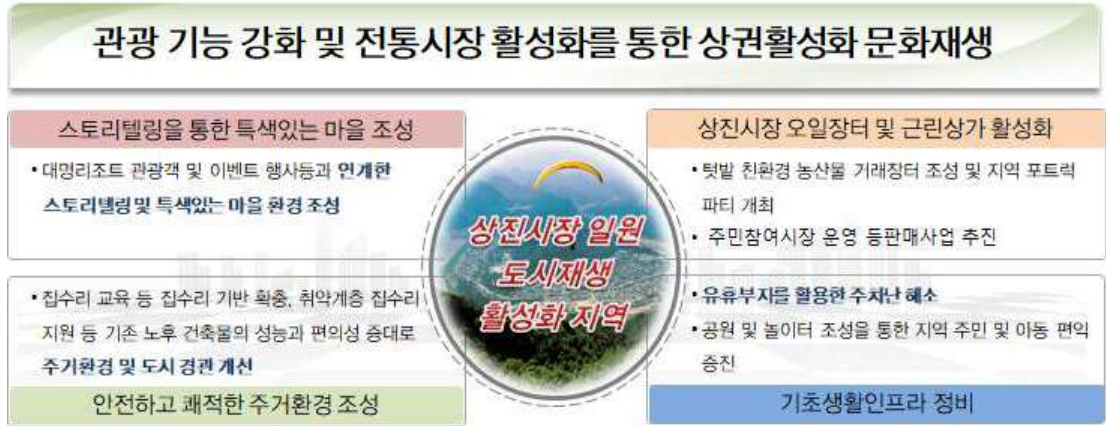 관광 기능 강화 및 전통시장 활성화를 통한 상권활성화 문화재생
스토리텔링을 통한 특색있는 마을 조성
• 대명리조트 관광객 및 이벤트 행사등과 연계한
스토리텔링 및 특색있는 마을 환경 조성
• 집수리 교육 등 집수리 기반 확충, 취약계층 집수리
지원 등 기존 노후 건축물의 성능과 편의성 증대로
주거환경 및 도시 경관 개선
안전하고 쾌적한 주거환경 조성
상진시장 일원
도시재생
활성화 지역
상진시장 오일장터 및 근린상가 활성화
• 텃밭 친환경 농산물 거래장터 조성 및 지역 포트럭
파티 개최
• 주민참여시장 운영 등판매사업 추진
• 유휴부지를 활용한 주차난 해소
• 공원 및 놀이터 조성을 통한 지역 주민 및 아동 편익
증진
기초생활인프라 정비